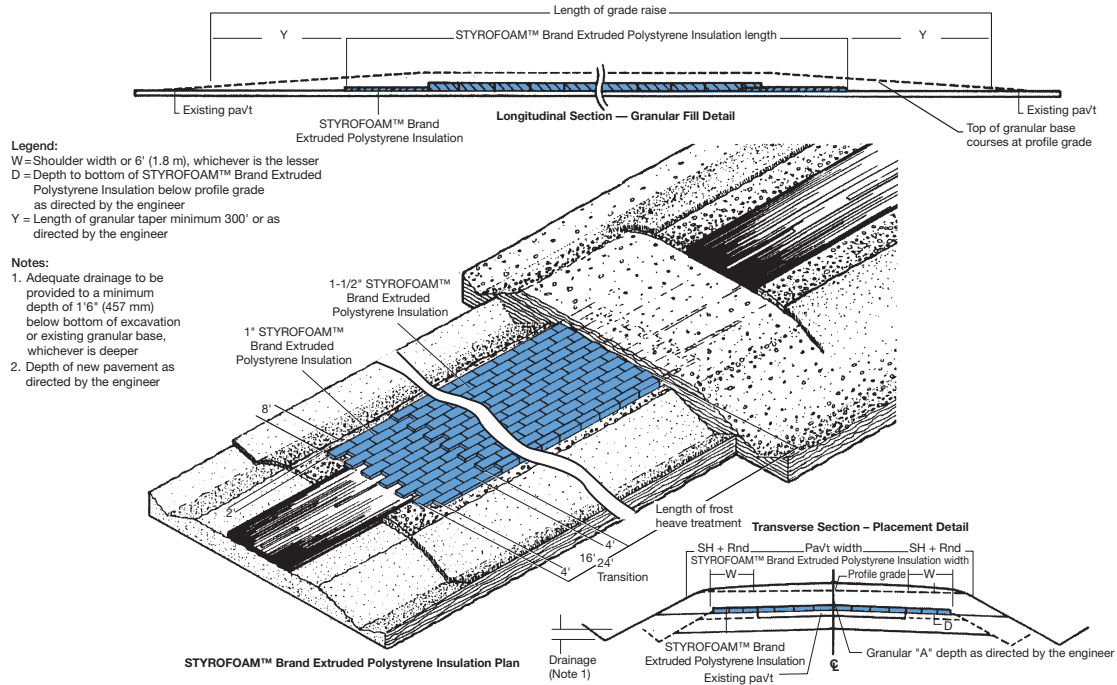 Length of grade raise
Y
STYROFOAM™ Brand Extruded Polystyrene Insulation length
Y
Existing pav't
Existing pav't
STYROFOAM™ Brand
Extruded Polystyrene Insulation
Longitudinal Section — Granular Fill Detail
Top of granular base
courses at profile grade
Legend:
W = Shoulder width or 6' (1.8 m), whichever is the lesser
D = Depth to bottom of STYROFOAM™ Brand Extruded
Polystyrene Insulation below profile grade
as directed by the engineer
Y = Length of granular taper minimum 300' or as
directed by the engineer
Notes:
1. Adequate drainage to be
provided to a minimum
depth of 1'6" (457 mm)
below bottom of excavation
or existing granular base,
whichever is deeper
2. Depth of new pavement as
directed by the engineer
1-1/2" STYROFOAM™
Brand Extruded
Polystyrene Insulation
1" STYROFOAM™
Brand Extruded
Polystyrene Insulation
8'
2'
4'
16'
24'
4'
Transition
Length of frost
heave treatment
STYROFOAM™ Brand Extruded Polystyrene Insulation Plan
Transverse Section – Placement Detail
SH + Rnd
Pav't width
SH + Rnd
STYROFOAM™ Brand Extruded Polystyrene Insulation width
W
Profile grade
W
D
Drainage
(Note 1)
STYROFOAM™ Brand
Extruded Polystyrene Insulation
Existing pav't
℄
Granular "A" depth as directed by the engineer